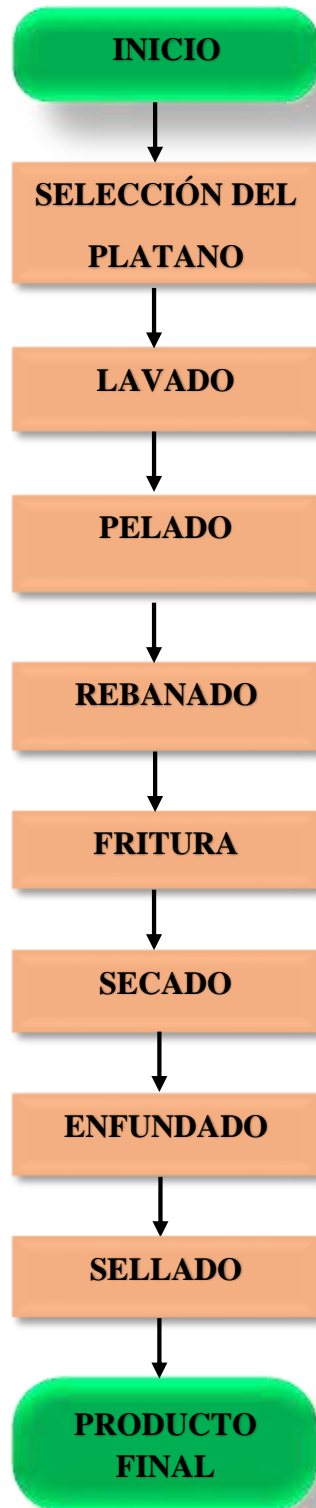 INICIO
SELECCIÓN DEL
PLATANO
LAVADO
PELADO
REBANADO
FRITURA
SECADO
ENFUNDADO
SELLADO
PRODUCTO
FINAL